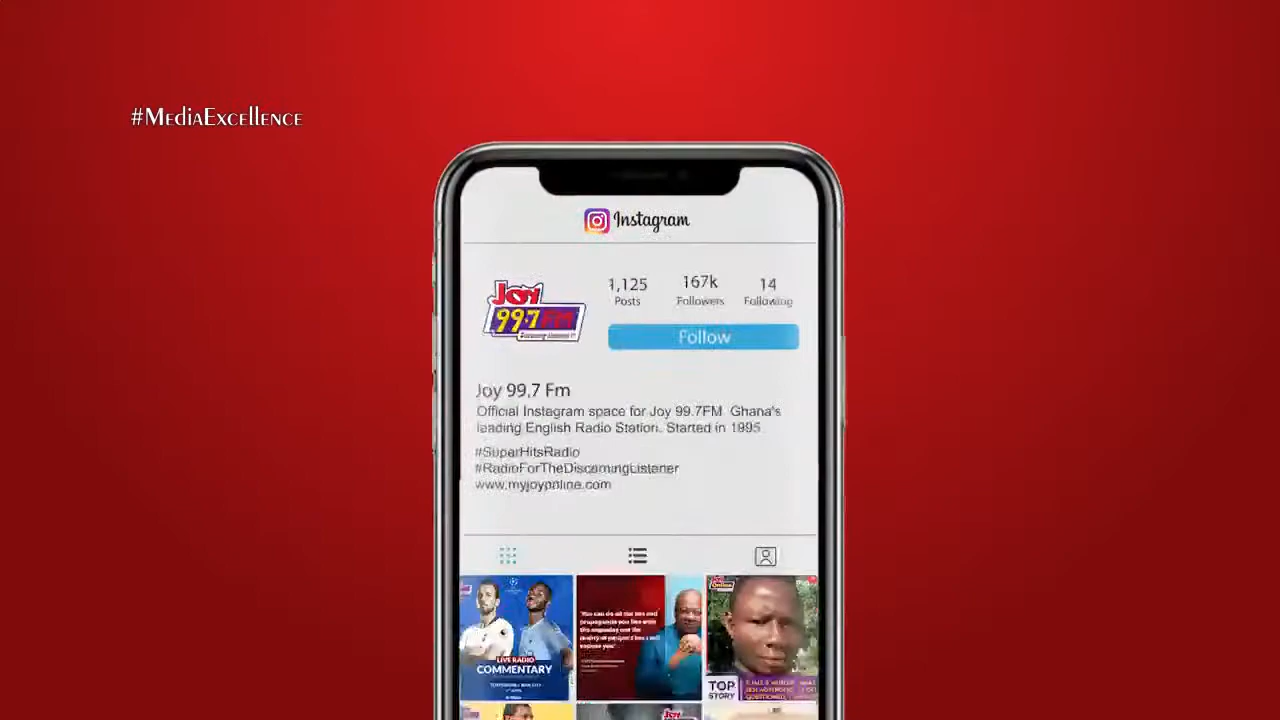 #MediaExcellence
Instagram
Joy
99.7 Fm
1,125
Posts
167k
Followers
14
Following
Follow
Joy 99.7 Fm
Official Instagram space for Joy 99.7FM Ghana's
leading English Radio Station. Started in 1995
#SuperHitsRadio
#RadioForTheDiscerningListener
www.myjoyonline.com
LIVE RADIO
COMMENTARY
TOP
STORY